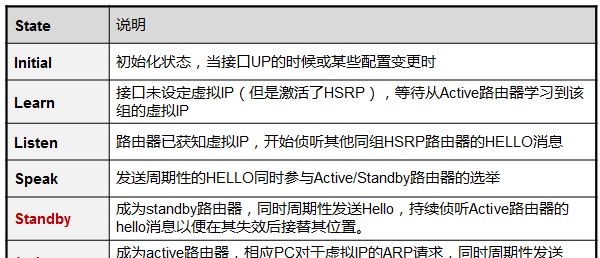 State 说明
Initial 初始化状态，当接口UP的时候或某些配置变更时
Learn 接口未设定虚拟IP（但是激活了HSRP），等待从Active路由器学习到该
组的虚拟IP
Listen 路由器已获知虚拟IP，开始侦听其他同组HSRP路由器的HELLO消息
Speak 发送周期性的HELLO同时参与Active/Standby路由器的选举
Standby 成为standby路由器，同时周期性发送Hello，持续侦听Active路由器的
hello消息以便在其失效后接替其位置。
成为active路由器，相应PC对于虚拟IP的ARP请求，同时周期性发送